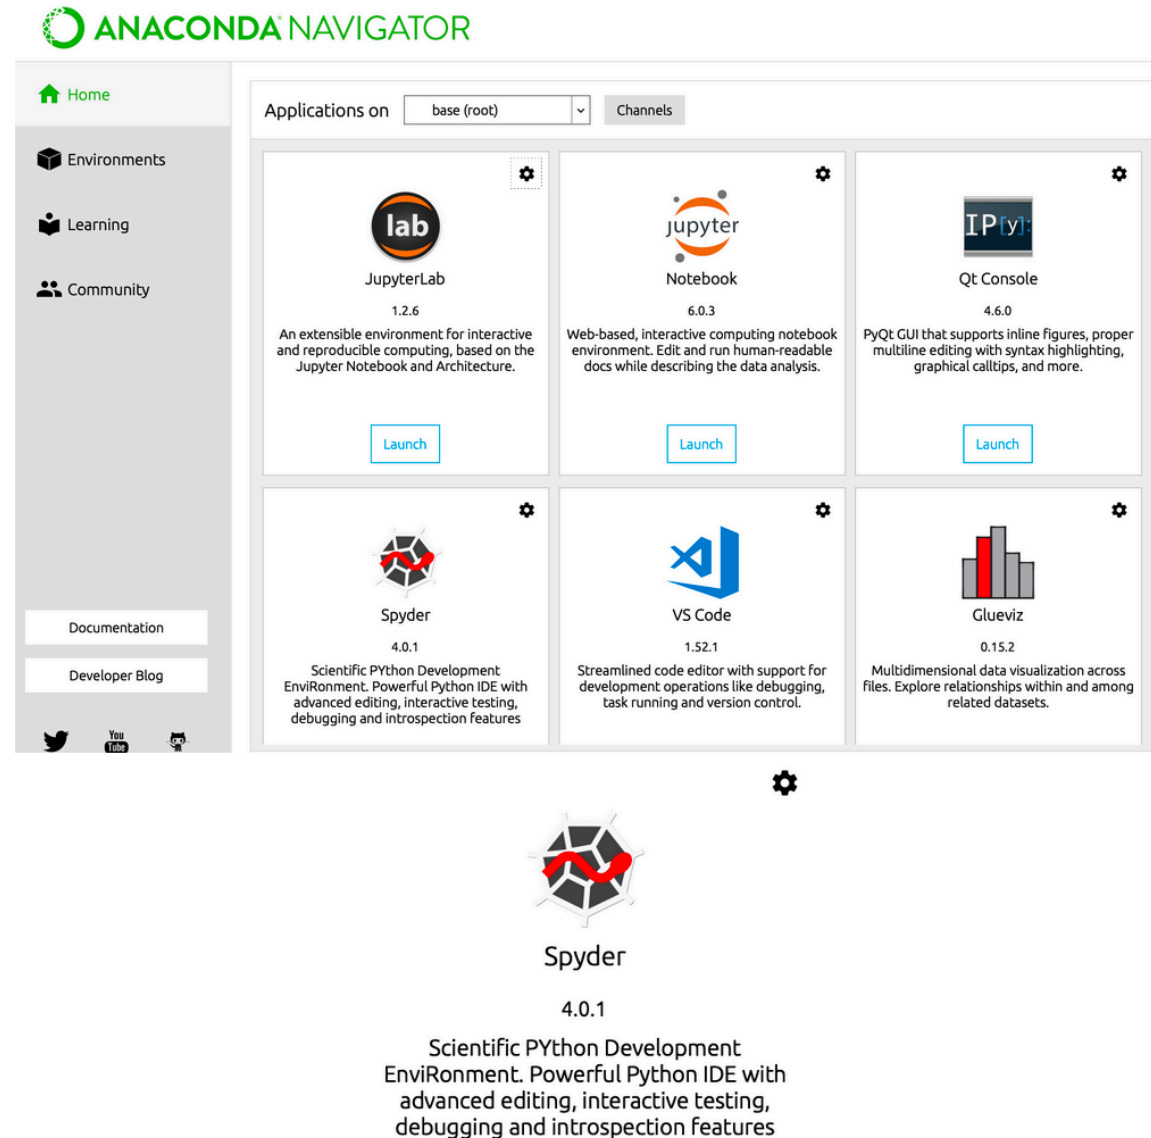 ANACONDA NAVIGATOR
Home
Environments
Learning
Community
Documentation
Developer Blog
You
Tube
Applications on
base (root)
Channels
lab
JupyterLab
1.2.6
An extensible environment for interactive
and reproducible computing, based on the
Jupyter Notebook and Architecture.
Launch
jupyter
Notebook
6.0.3
Web-based, interactive computing notebook
environment. Edit and run human-readable
docs while describing the data analysis.
Launch
IP[y]:
Qt Console
4.6.0
PyQt GUI that supports inline figures, proper
multiline editing with syntax highlighting,
graphical calltips, and more.
Launch
Spyder
4.0.1
Scientific PYthon Development
EnviRonment. Powerful Python IDE with
advanced editing, interactive testing,
debugging and introspection features
VS Code
1.52.1
Streamlined code editor with support for
development operations like debugging,
task running and version control.
Glueviz
0.15.2
Multidimensional data visualization across
files. Explore relationships within and among
related datasets.
Spyder
4.0.1
Scientific PYthon Development
EnviRonment. Powerful Python IDE with
advanced editing, interactive testing,
debugging and introspection features